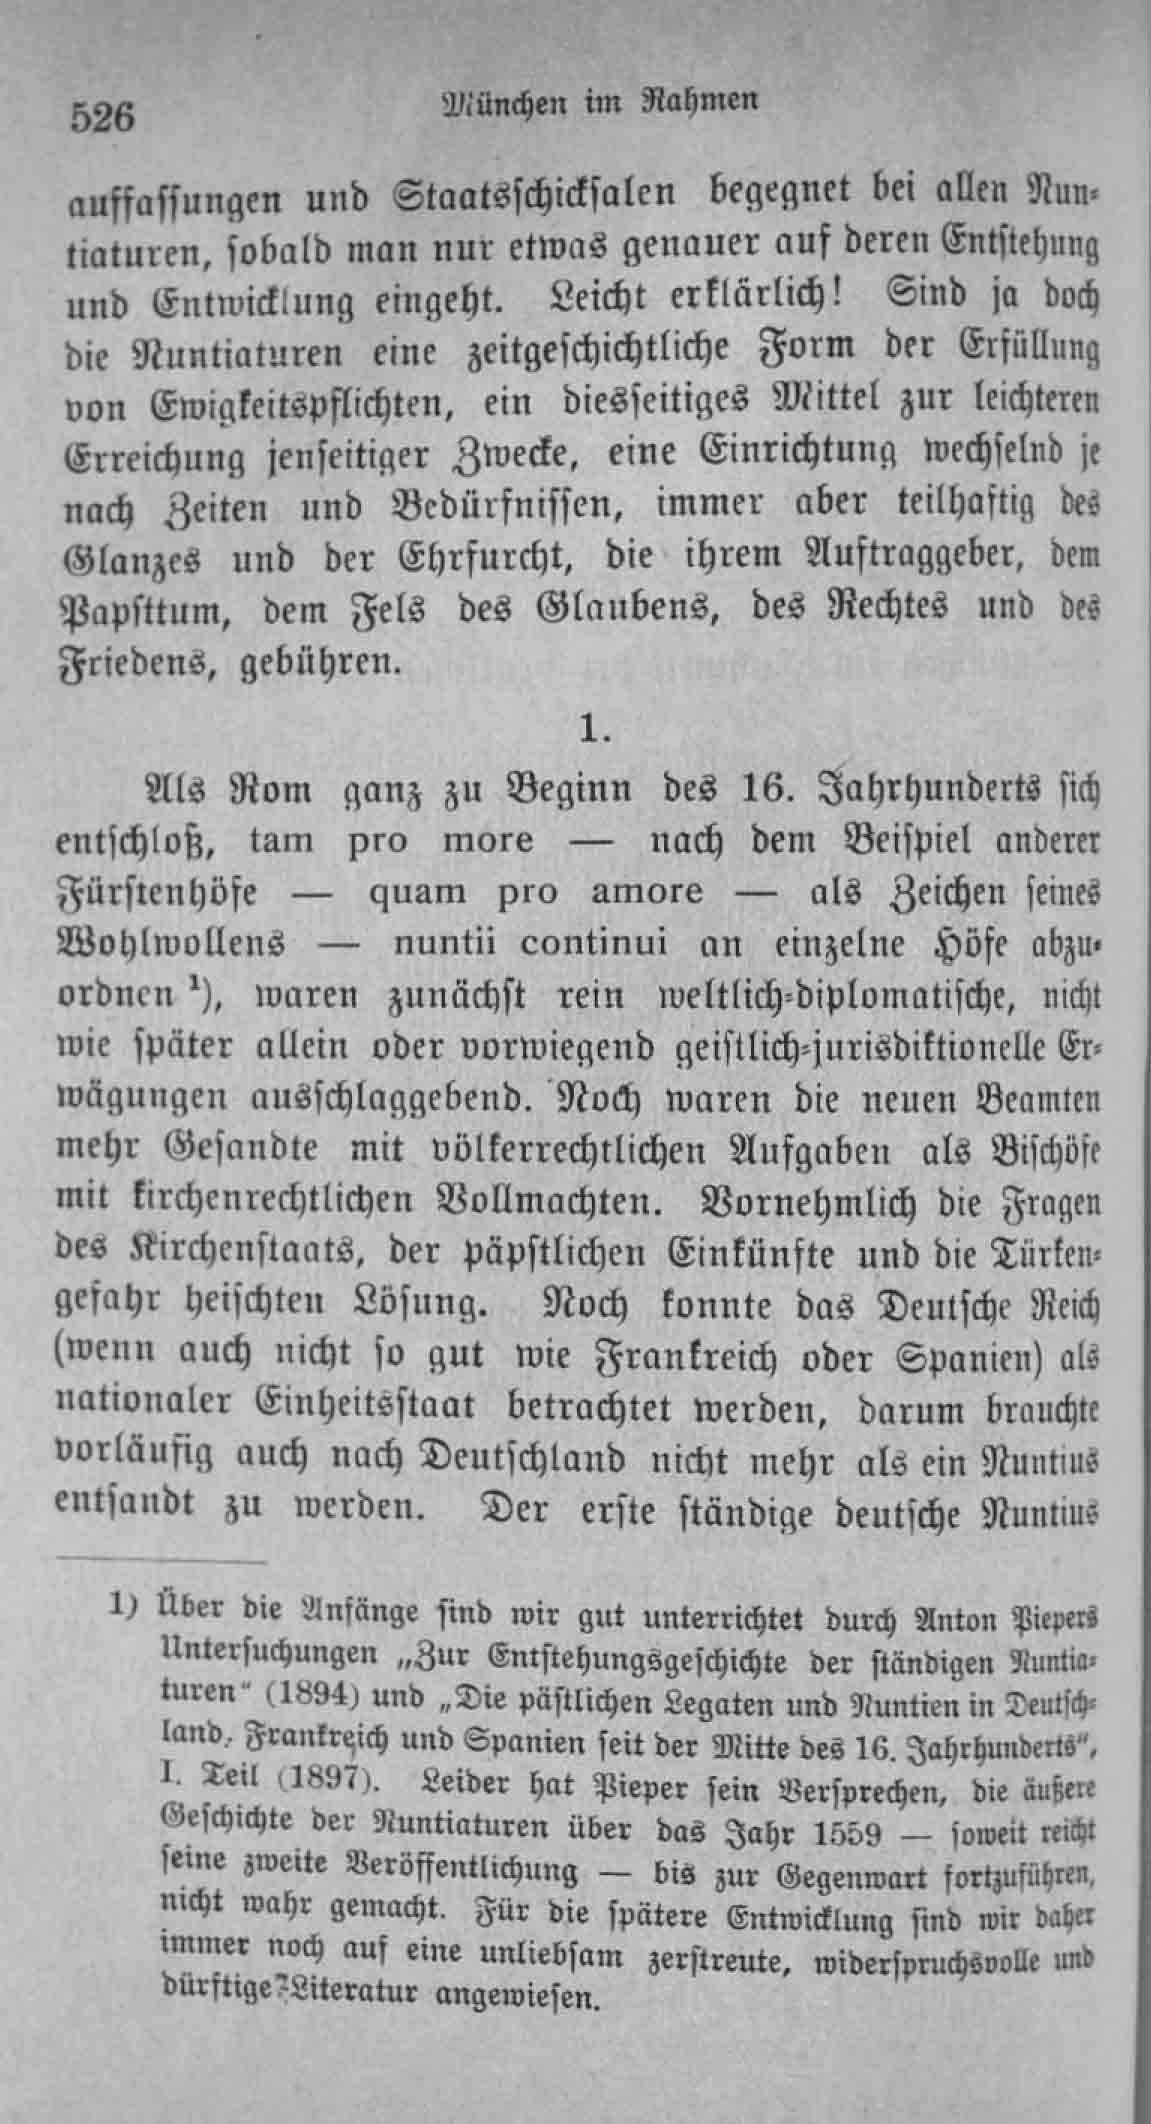 526
München im Rahmen
auffassungen und Staatsschicksalen begegnet bei allen Nun-
tiaturen, sobald man nur etwas genauer auf deren Entstehung
und Entwicklung eingeht. Leicht erklärlich! Sind ja doch
die Nuntiaturen eine zeitgeschichtliche Form der Erfüllung
von Ewigkeitspflichten, ein diesseitiges Mittel zur leichteren
Erreichung jenseitiger Zwecke, eine Einrichtung wechselnd je
nach Zeiten und Bedürfnissen, immer aber teilhaftig des
Glanzes und der Ehrfurcht, die ihrem Auftraggeber, dem
Papsttum, dem Fels des Glaubens, des Rechtes und des
Friedens, gebühren.
1.
Als Rom ganz zu Beginn des 16. Jahrhunderts sich
entschloß, tam pro more — nach dem Beispiel anderer
Fürstenhöfe — quam pro amore — als Zeichen seines
Wohlwollens — nuntii continui an einzelne Höfe abzu-
ordnen ¹), waren zunächst rein weltlich-diplomatische, nicht
wie später allein oder vorwiegend geistlich-jurisdiktionelle Er-
wägungen ausschlaggebend. Noch waren die neuen Beamten
mehr Gesandte mit völkerrechtlichen Aufgaben als Bischöfe
mit kirchenrechtlichen Vollmachten. Vornehmlich die Fragen
des Kirchenstaats, der päpstlichen Einkünfte und die Türken-
gefahr heischten Lösung. Noch konnte das Deutsche Reich
(wenn auch nicht so gut wie Frankreich oder Spanien) als
nationaler Einheitsstaat betrachtet werden, darum brauchte
vorläufig auch nach Deutschland nicht mehr als ein Nuntius
entsandt zu werden. Der erste ständige deutsche Nuntius
1) Über die Anfänge sind wir gut unterrichtet durch Anton Piepers
Untersuchungen „Zur Entstehungsgeschichte der ständigen Nuntia-
turen“ (1894) und „Die pästlichen Legaten und Nuntien in Deutsch-
land, Frankreich und Spanien seit der Mitte des 16. Jahrhunderts“,
I. Teil (1897). Leider hat Pieper sein Versprechen, die äußere
Geschichte der Nuntiaturen über das Jahr 1559 — soweit reicht
seine zweite Veröffentlichung — bis zur Gegenwart fortzuführen,
nicht wahr gemacht. Für die spätere Entwicklung sind wir daher
immer noch auf eine unliebsam zerstreute, widerspruchsvolle und
dürftige Literatur angewiesen.